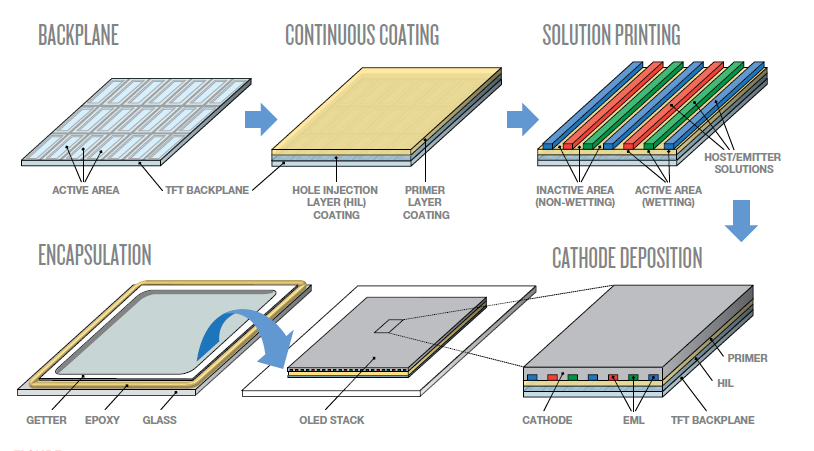 BACKPLANE
CONTINUOUS COATING
SOLUTION PRINTING
ACTIVE AREA
TFT BACKPLANE
HOLE INJECTION
LAYER (HIL)
COATING
PRIMER
LAYER
COATING
INACTIVE AREA
(NON-WETTING)
ACTIVE AREA
(WETTING)
HOST/EMITTER
SOLUTIONS
ENCAPSULATION
CATHODE DEPOSITION
GETTER
EPOXY
GLASS
OLED STACK
CATHODE
EML
TFT BACKPLANE
HIL
PRIMER